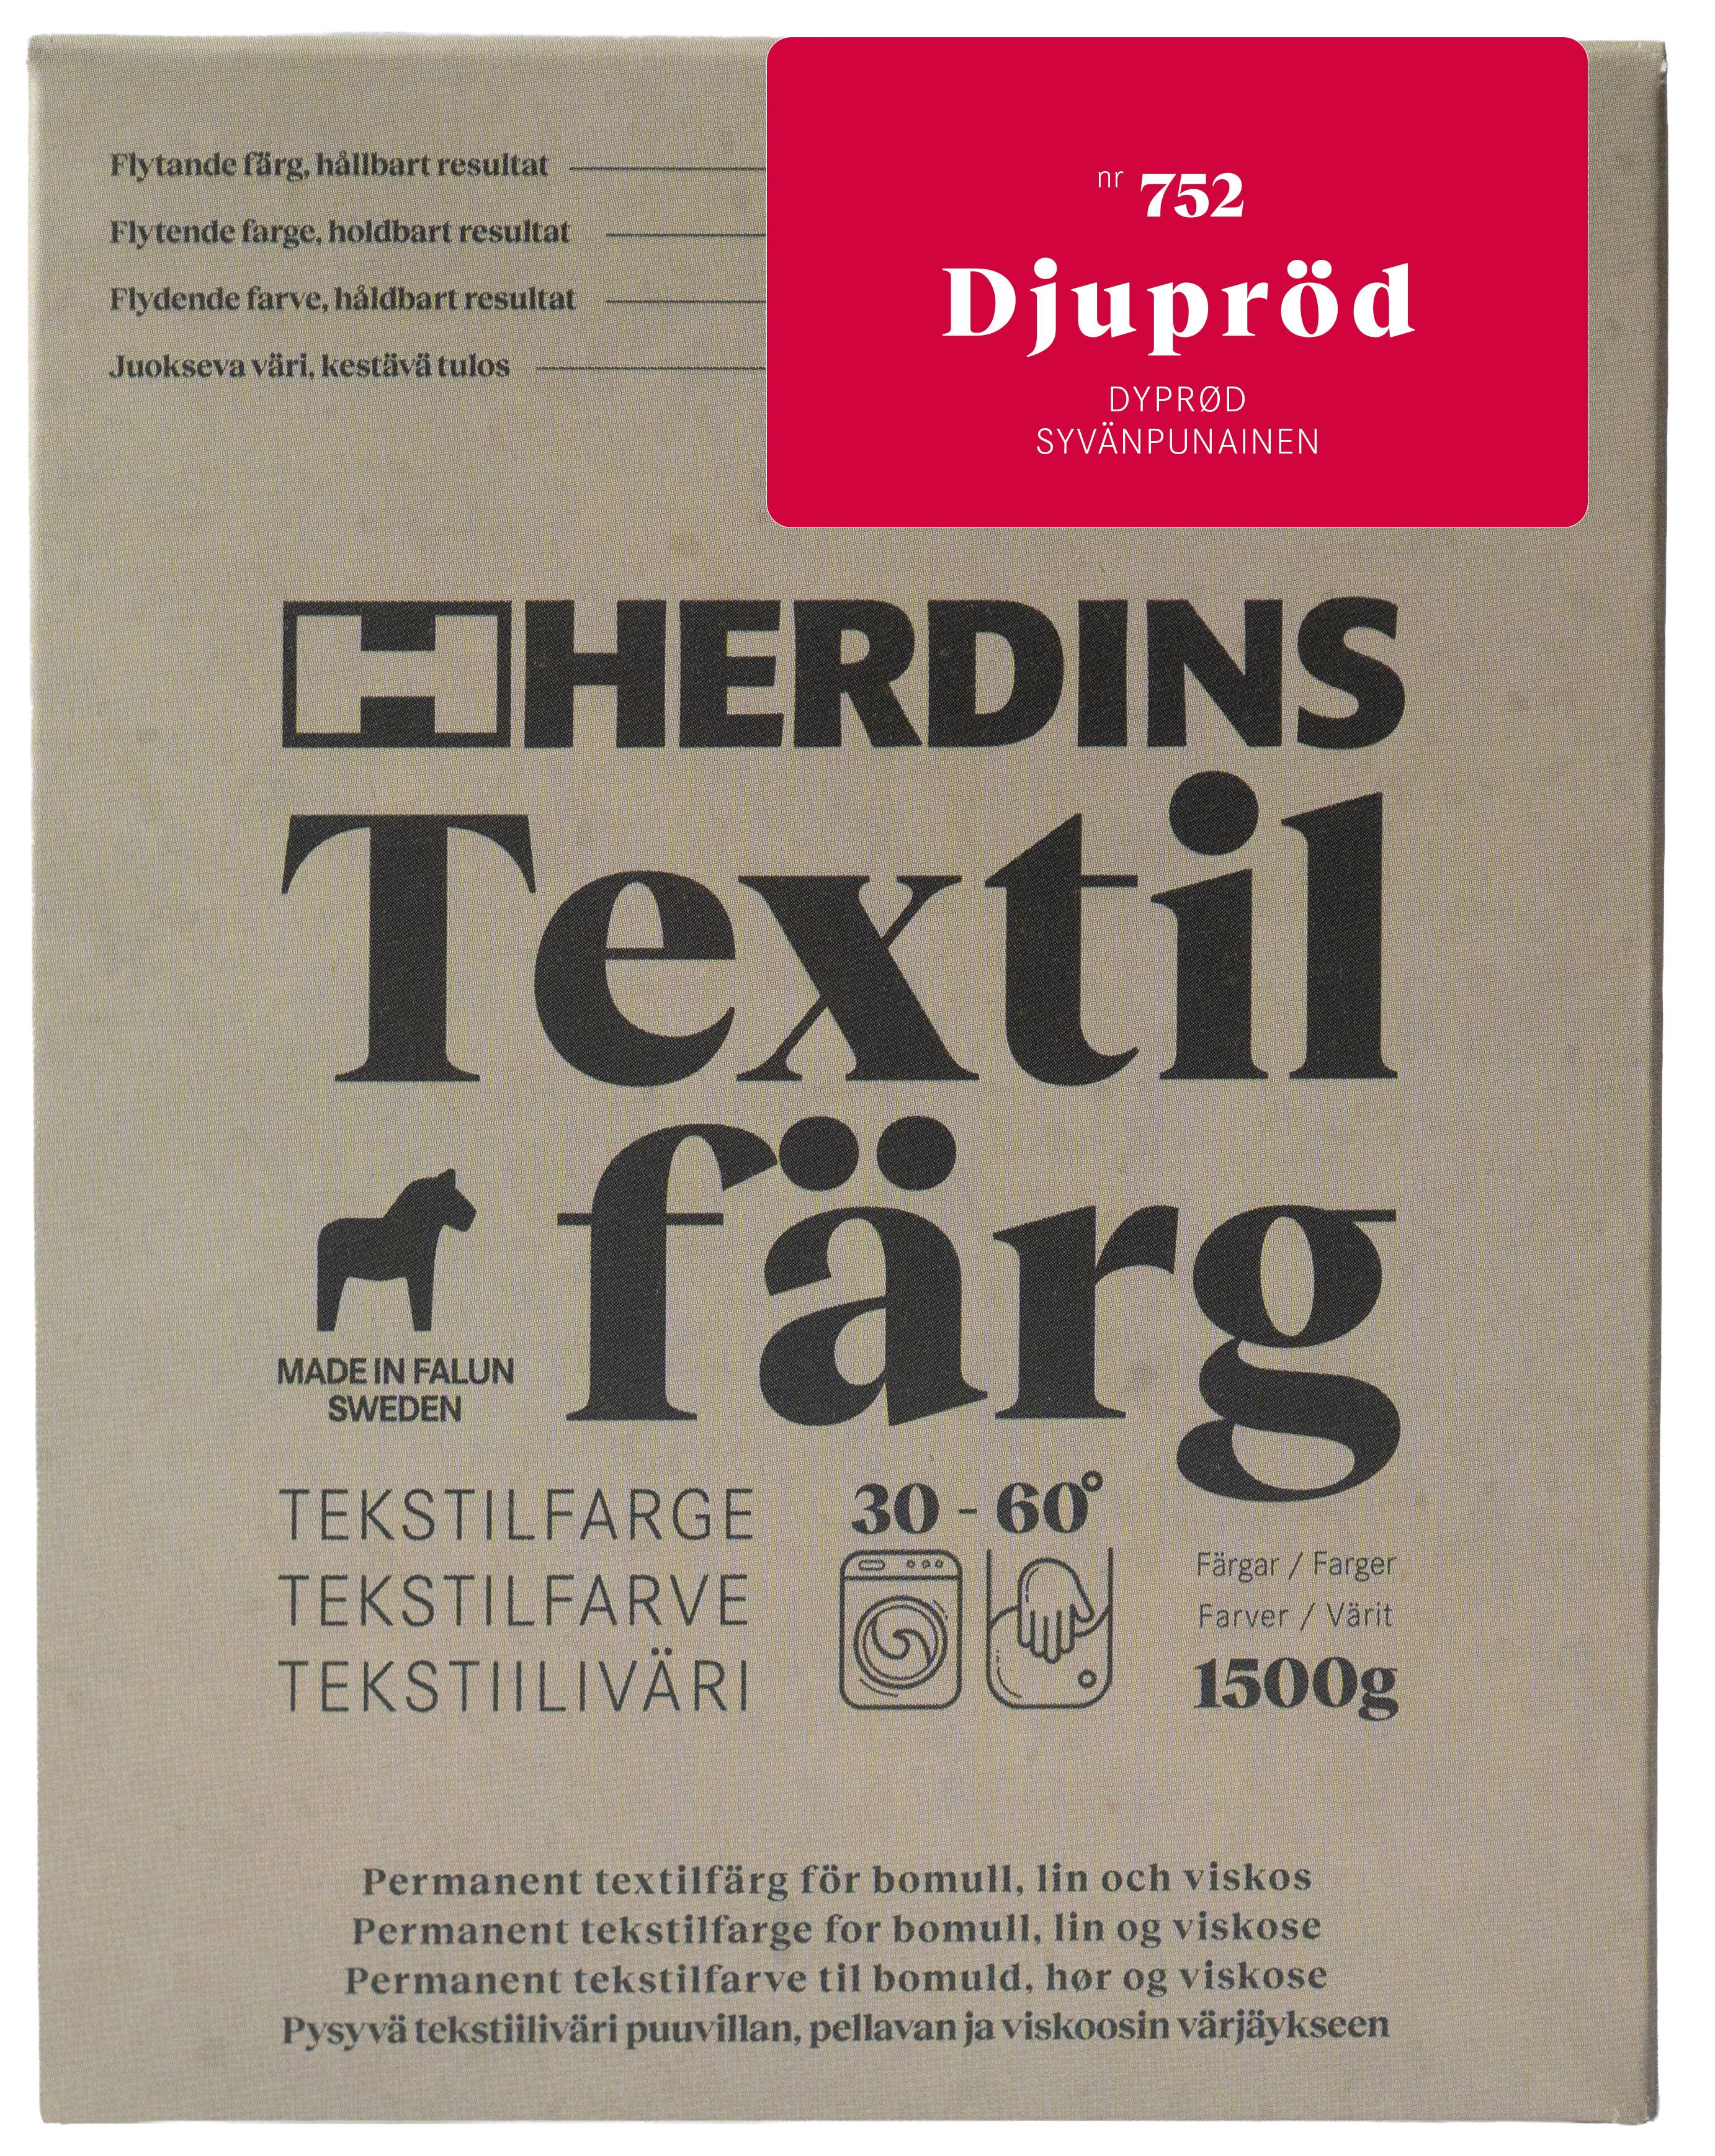 Flytande färg, hållbart resultat
Flytende farge, holdbart resultat
Flydende farve, håldbart resultat
Juokseva väri, kestävä tulos
nr 752
Djupröd
DYPRØD
SYVÄNPUNAINEN
H HERDINS
Textil
färg
MADE IN FALUN
SWEDEN
TEKSTILFARGE
TEKSTILFARVE
TEKSTIILIVÄRI
30 - 60°
Färgar / Farger
Farver / Värit
1500g
Permanent textilfärg för bomull, lin och viskos
Permanent tekstilfarge for bomull, lin og viskose
Permanent tekstilfarve til bomuld, hør og viskose
Pysyvä tekstiiliväri puuvillan, pellavan ja viskoosin värjäykseen